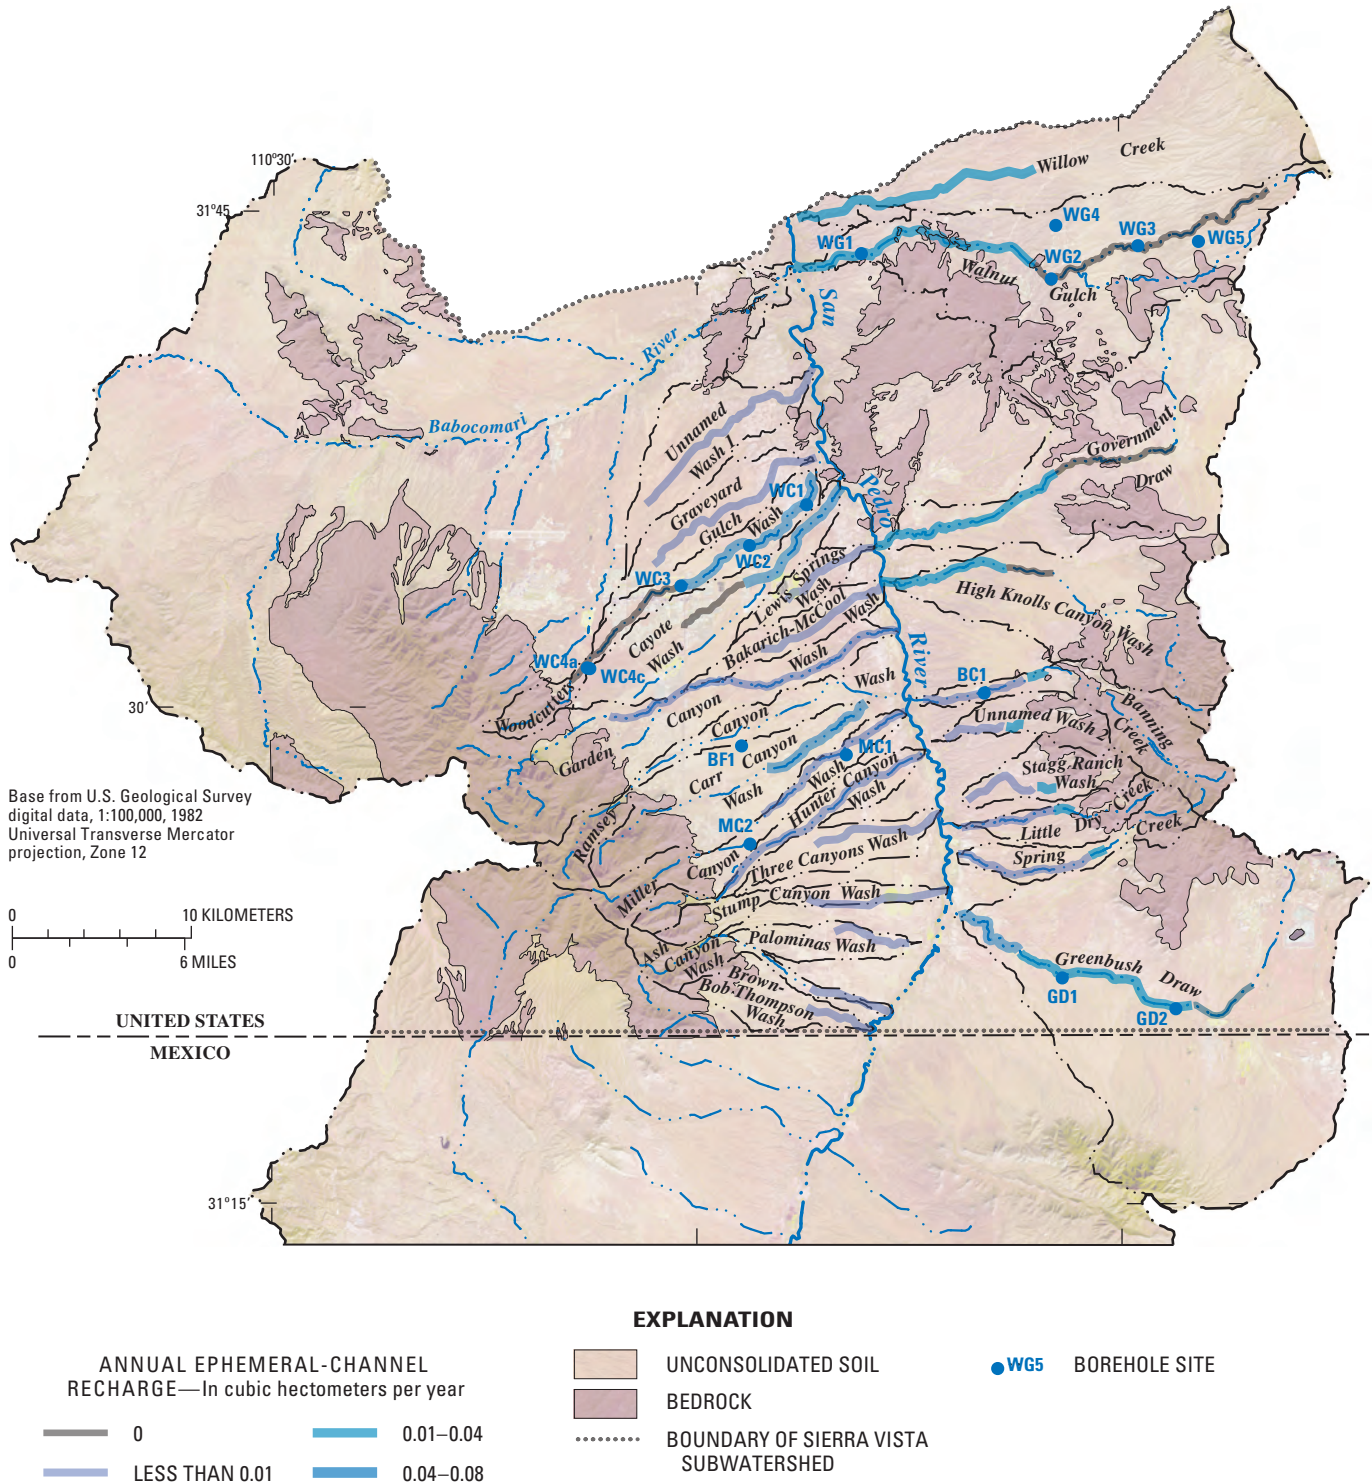 110°30'
31°45
Willow Creek
WG4
WG3
WG5
WG1
WG2
Walnut
Gulch
San
River
Babocomari
Unnamed
Wash 1
Government
Draw
Graveyard
Gulch
Pedro
WC1
Wash
WC2
WC3
Lewis Springs
Wash
High Knolls Canyon Wash
Cayote
Wash
Bakarich-McCool
Wash
WC4a
WC4c
Woodcutters
Canyon
Wash
River
BC1
30'
Garden
Canyon
Wash
Unnamed Wash 2
Banning
Creek
BF1
Canyon
MC1
Carr
Wash
Wash
Stagg Ranch
Wash
Base from U.S. Geological Survey
digital data, 1:100,000, 1982
Universal Transverse Mercator
projection, Zone 12
Ramsey
Hunter Canyon
Wash
MC2
Little Dry Creek
Creek
Spring
Canyon
Three Canyons Wash
Miller
Stump Canyon Wash
0 10 KILOMETERS
0 6 MILES
Ash
Canyon
Wash
Palominas Wash
Greenbush Draw
GD1
GD2
Brown-
Bob Thompson
Wash
UNITED STATES
MEXICO
31°15'
EXPLANATION
ANNUAL EPHEMERAL-CHANNEL
RECHARGE—In cubic hectometers per year
0
LESS THAN 0.01
0.01–0.04
0.04–0.08
UNCONSOLIDATED SOIL
BEDROCK
BOUNDARY OF SIERRA VISTA
SUBWATERSHED
WG5 BOREHOLE SITE